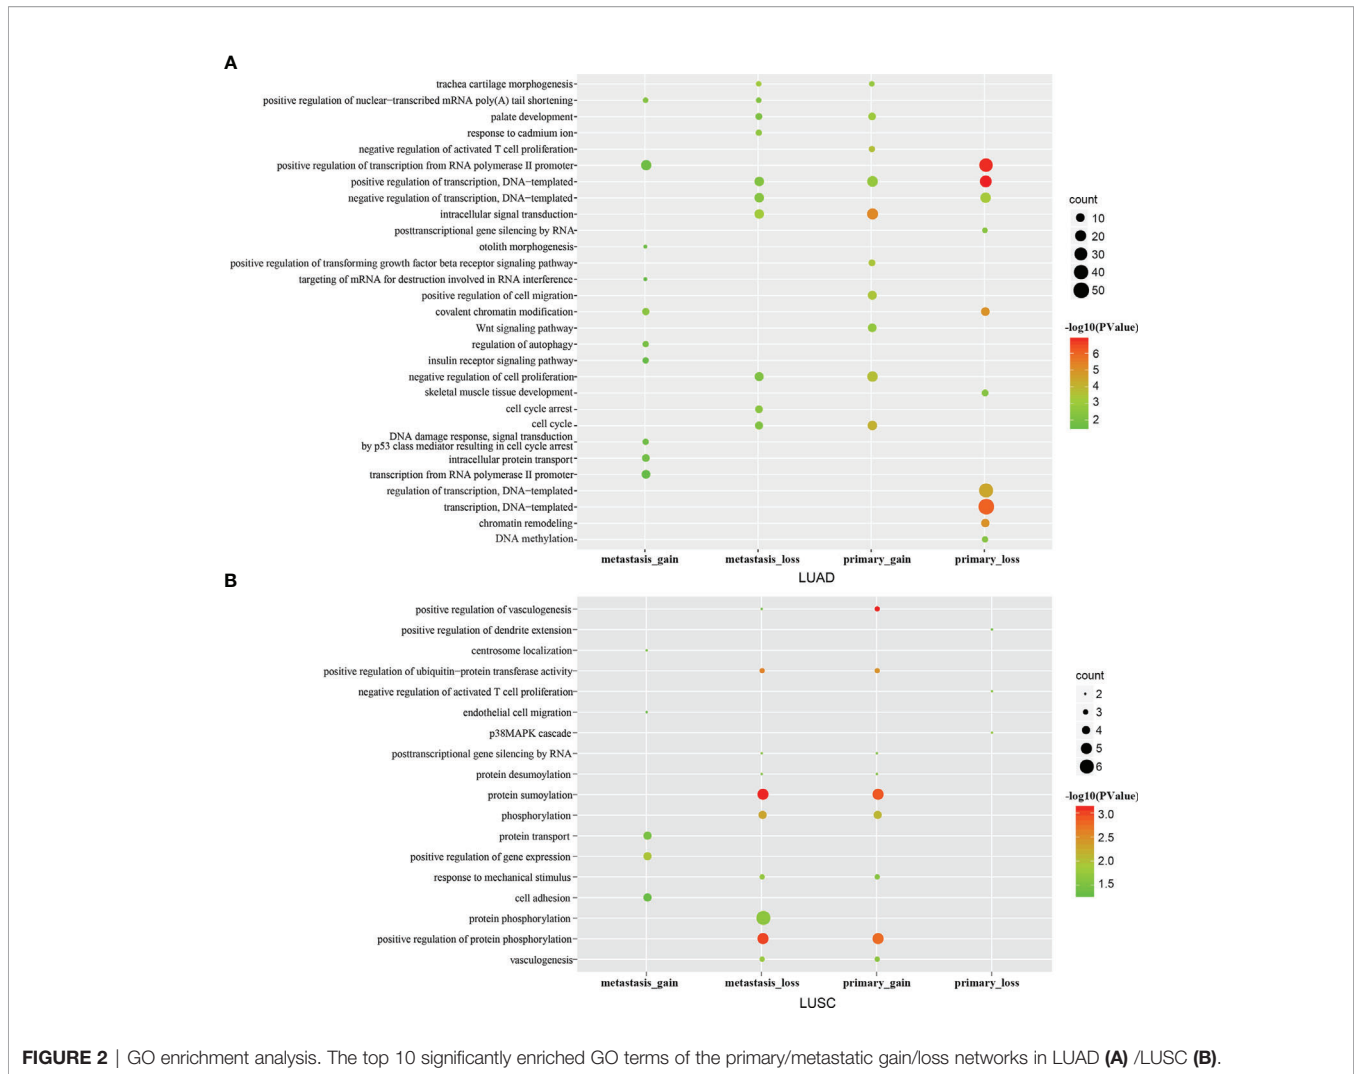 A
trachea cartilage morphogenesis
positive regulation of nuclear−transcribed mRNA poly(A) tail shortening
palate development
response to cadmium ion
negative regulation of activated T cell proliferation
positive regulation of transcription from RNA polymerase II promoter
positive regulation of transcription, DNA−templated
negative regulation of transcription, DNA−templated
intracellular signal transduction
posttranscriptional gene silencing by RNA
otolith morphogenesis
positive regulation of transforming growth factor beta receptor signaling pathway
targeting of mRNA for destruction involved in RNA interference
positive regulation of cell migration
covalent chromatin modification
Wnt signaling pathway
regulation of autophagy
insulin receptor signaling pathway
negative regulation of cell proliferation
skeletal muscle tissue development
cell cycle arrest
cell cycle
DNA damage response, signal transduction
by p53 class mediator resulting in cell cycle arrest
intracellular protein transport
transcription from RNA polymerase II promoter
regulation of transcription, DNA−templated
transcription, DNA−templated
chromatin remodeling
DNA methylation
metastasis_gain metastasis_loss primary_gain primary_loss
LUAD
count
10
20
30
40
50
-log10(PValue)
6
5
4
3
2
B
positive regulation of vasculogenesis
positive regulation of dendrite extension
centrosome localization
positive regulation of ubiquitin−protein transferase activity
negative regulation of activated T cell proliferation
endothelial cell migration
p38MAPK cascade
posttranscriptional gene silencing by RNA
protein desumoylation
protein sumoylation
phosphorylation
protein transport
positive regulation of gene expression
response to mechanical stimulus
cell adhesion
protein phosphorylation
positive regulation of protein phosphorylation
vasculogenesis
metastasis_gain metastasis_loss primary_gain primary_loss
LUSC
count
2
3
4
5
6
-log10(PValue)
3.0
2.5
2.0
1.5
FIGURE 2 | GO enrichment analysis. The top 10 significantly enriched GO terms of the primary/metastatic gain/loss networks in LUAD (A) /LUSC (B).